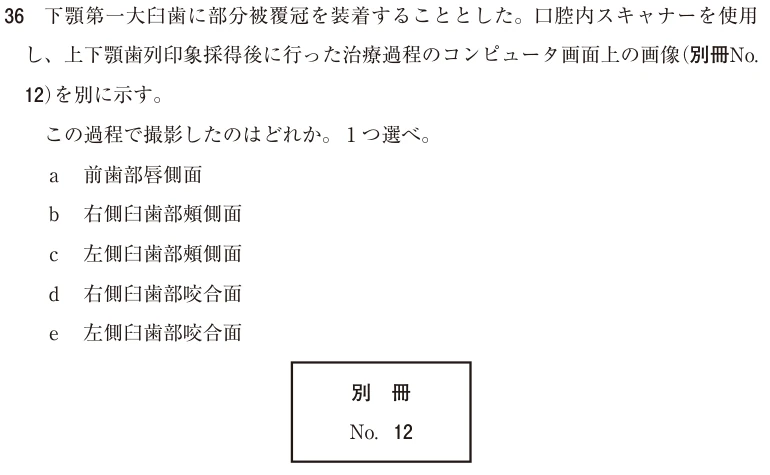 36 下顎第一大臼歯に部分被覆冠を装着することとした。口腔内スキャナーを使用
し、上下顎歯列印象採得後に行った治療過程のコンピュータ画面上の画像(別冊No.
12)を別に示す。
この過程で撮影したのはどれか。1つ選べ。
a 前歯部唇側面
b 右側臼歯部頰側面
c 左側臼歯部頰側面
d 右側臼歯部咬合面
e 左側臼歯部咬合面
別 冊
No. 12